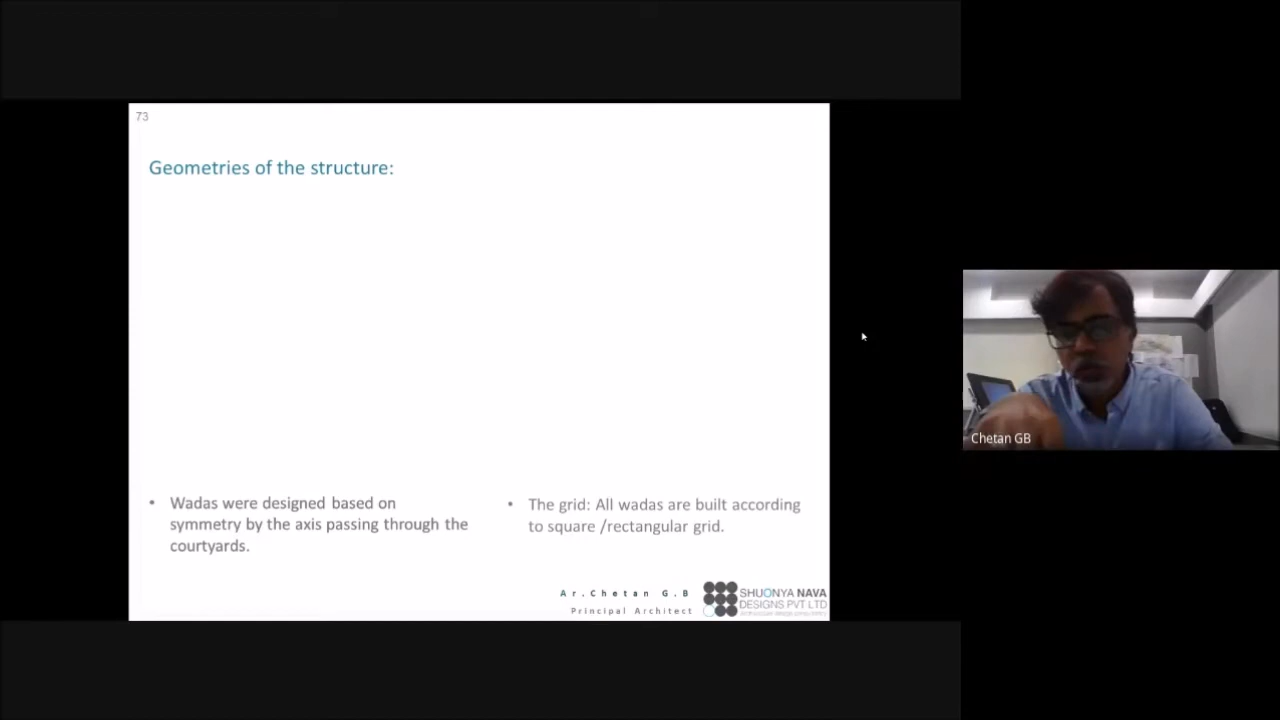 73
Geometries of the structure:
• Wadas were designed based on
symmetry by the axis passing through the
courtyards.
• The grid: All wadas are built according
to square /rectangular grid.
Ar.Chetan G.B
Principal Architect
SHUONYA NAVA
DESIGNS PVT LTD
Chetan GB